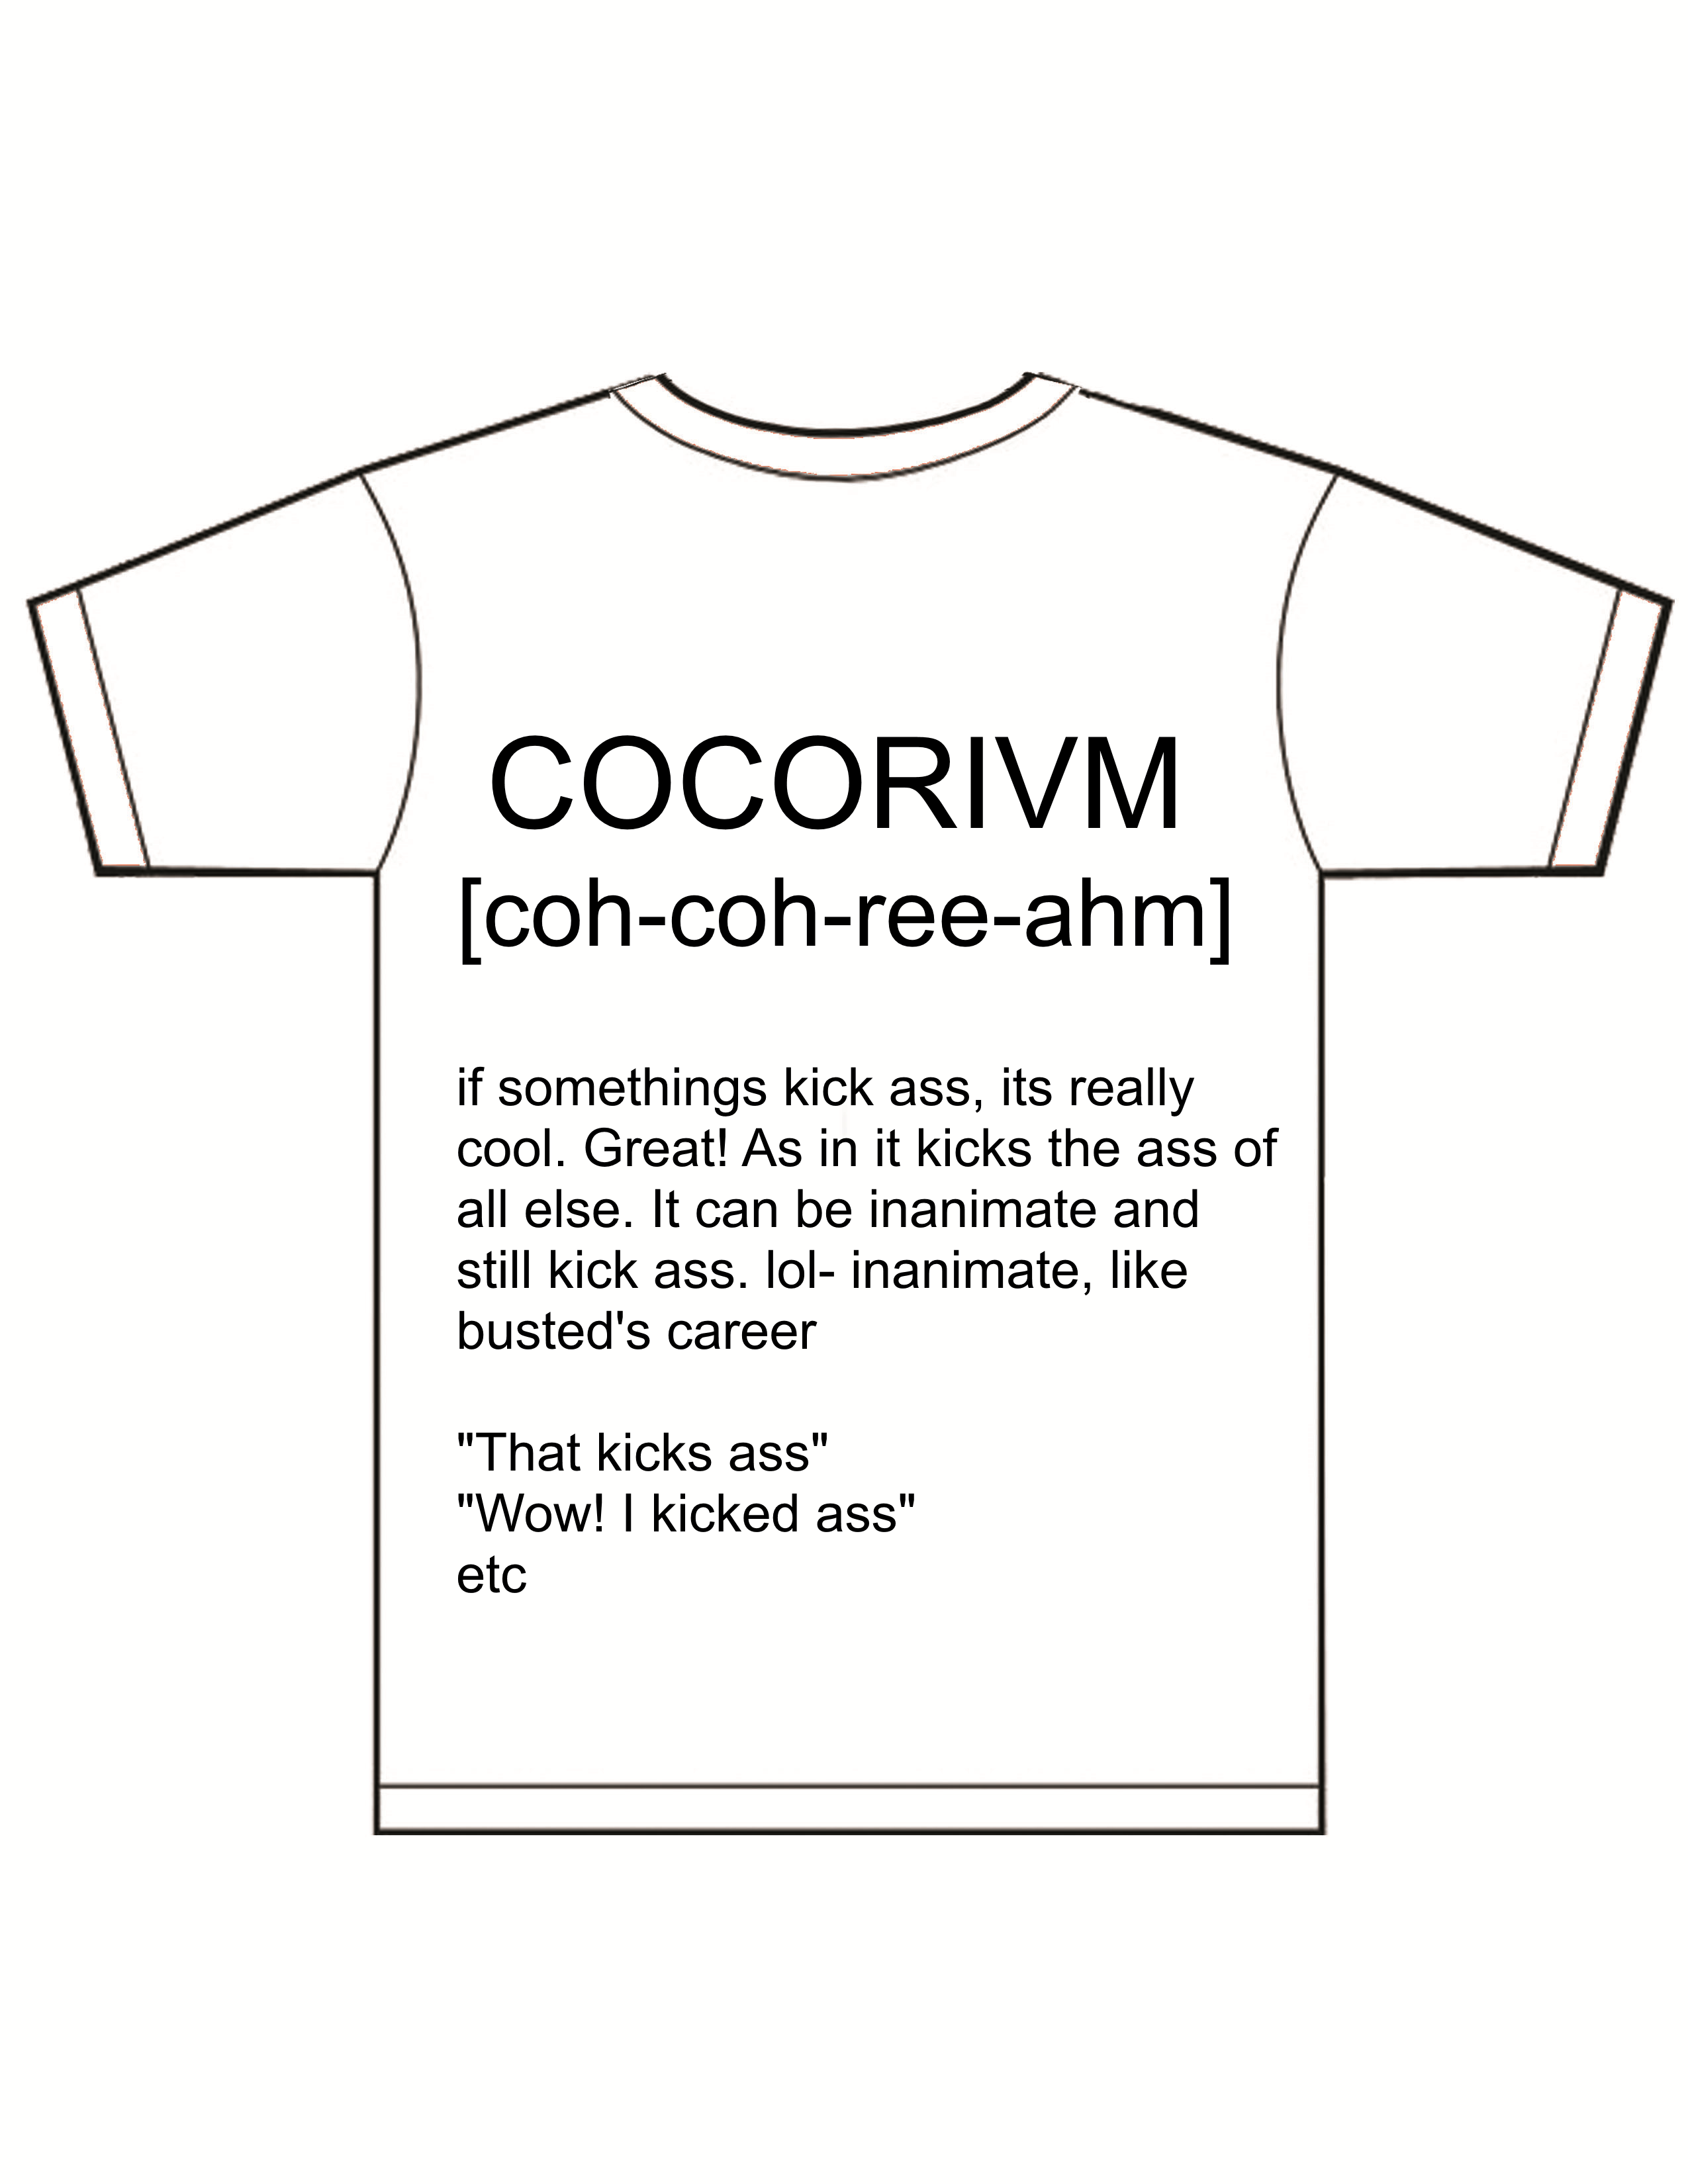 COCORIVM
[coh-coh-ree-ahm]
if somethings kick ass, its really
cool. Great! As in it kicks the ass of
all else. It can be inanimate and
still kick ass. lol- inanimate, like
busted's career
"That kicks ass"
"Wow! I kicked ass"
etc